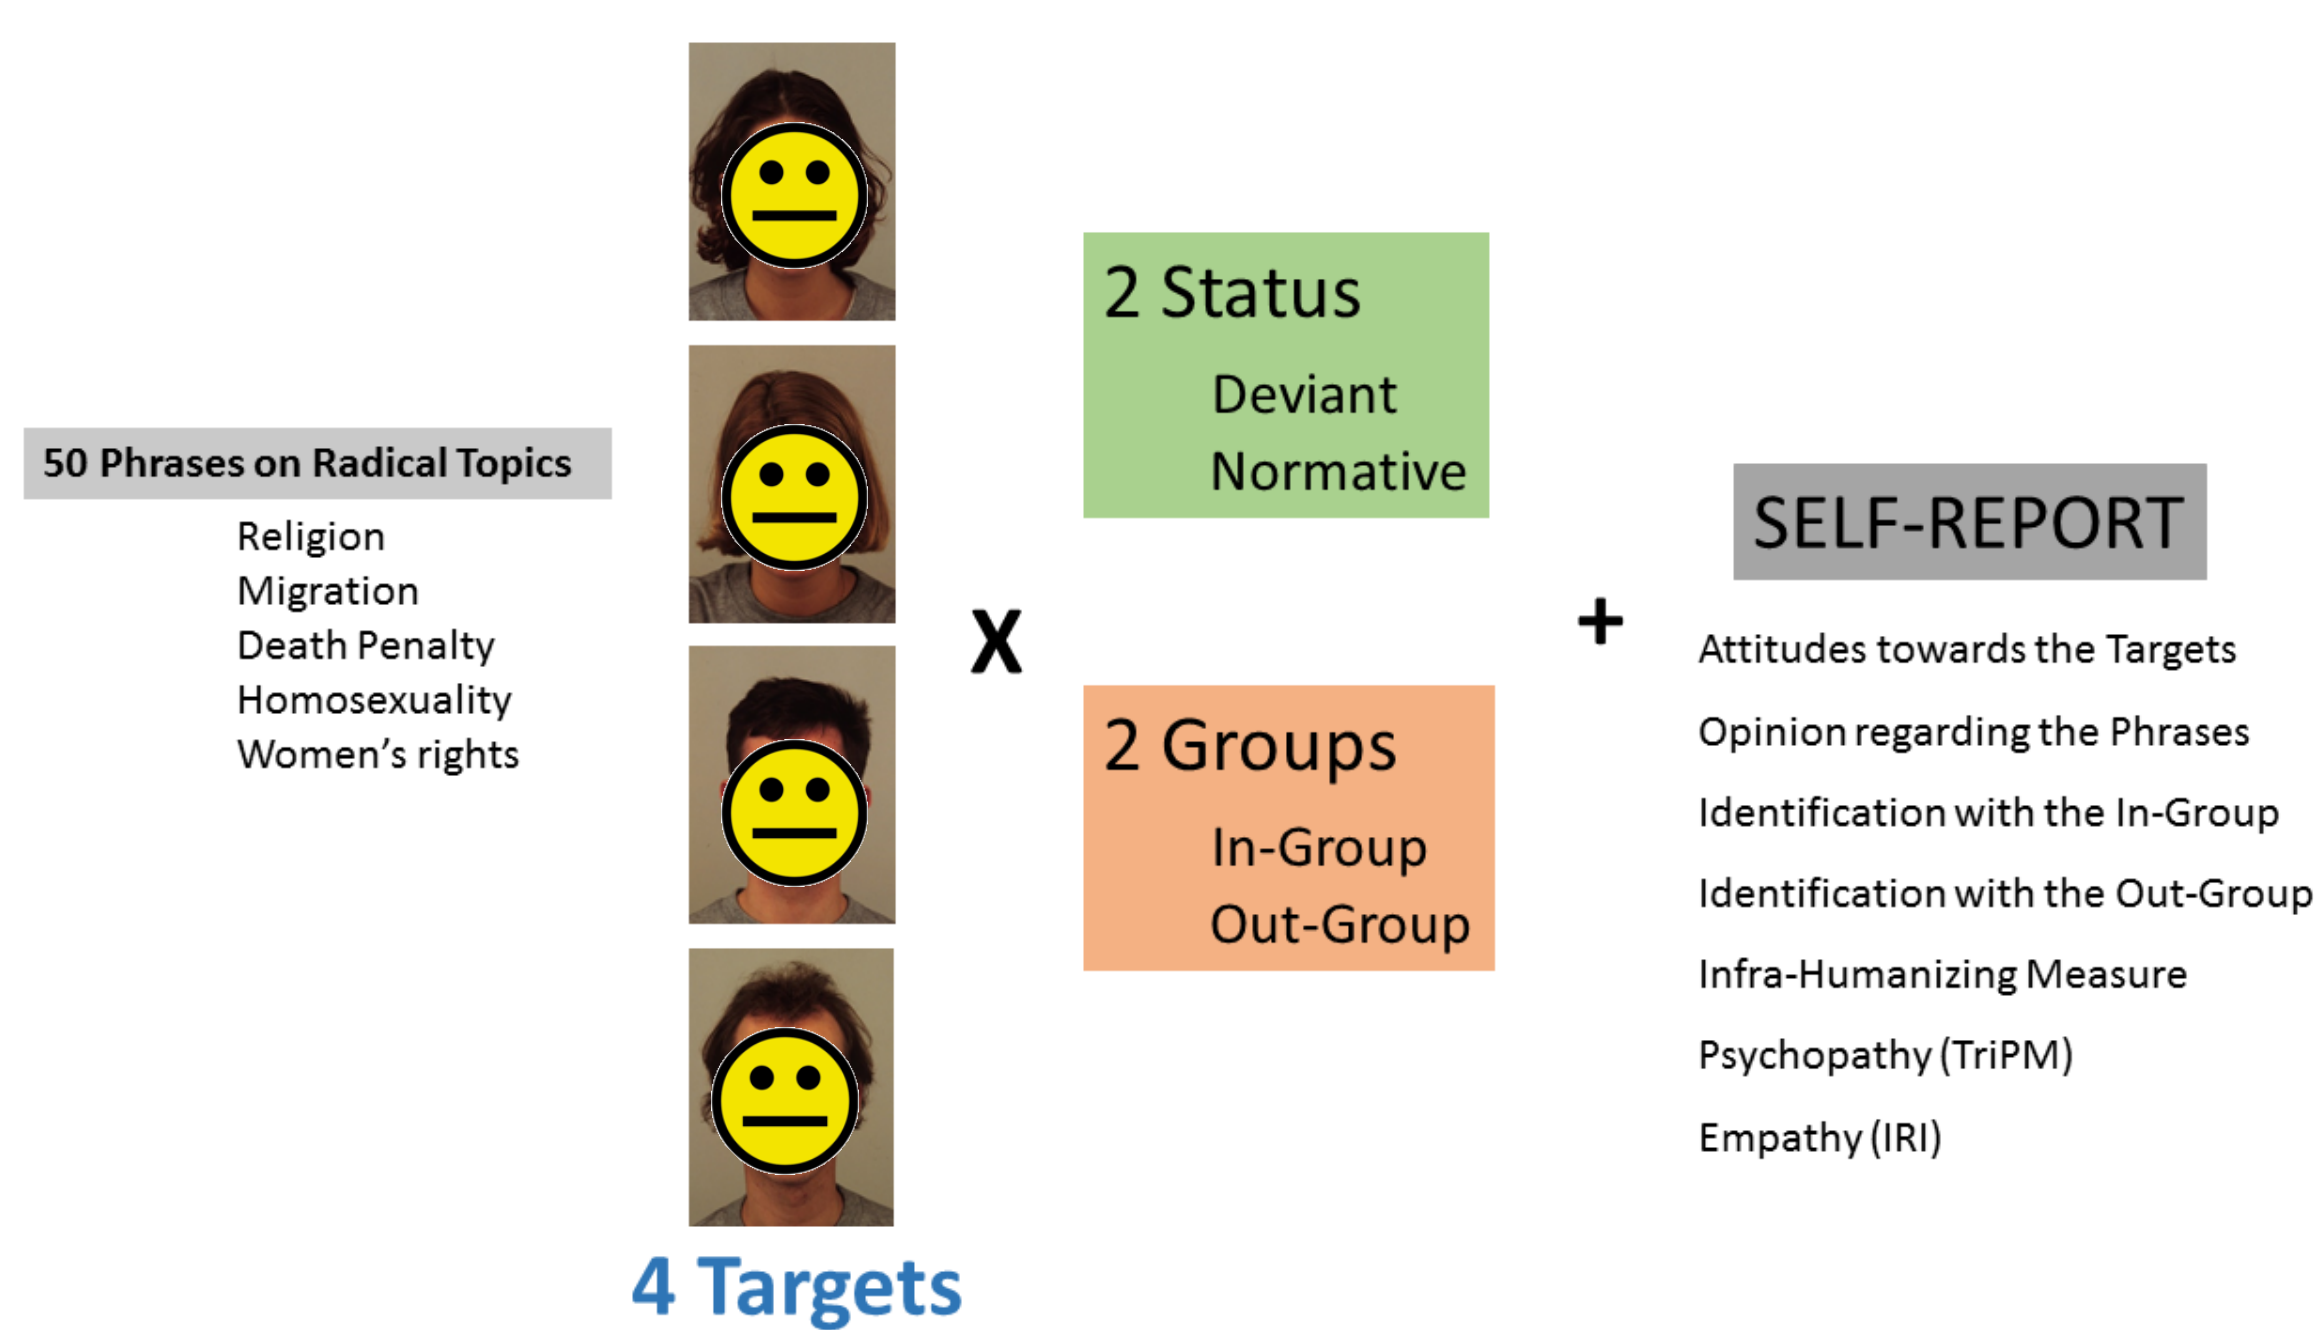 50 Phrases on Radical Topics
Religion
Migration
Death Penalty
Homosexuality
Women’s rights
4 Targets
X
2 Status
Deviant
Normative
2 Groups
In-Group
Out-Group
+
SELF-REPORT
Attitudes towards the Targets
Opinion regarding the Phrases
Identification with the In-Group
Identification with the Out-Group
Infra-Humanizing Measure
Psychopathy (TriPM)
Empathy (IRI)